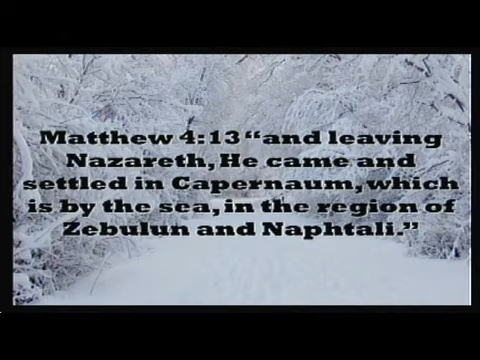 Matthew 4:13 “and leaving
Nazareth, He came and
settled in Capernaum, which
is by the sea, in the region of
Zebulun and Naphtali.”